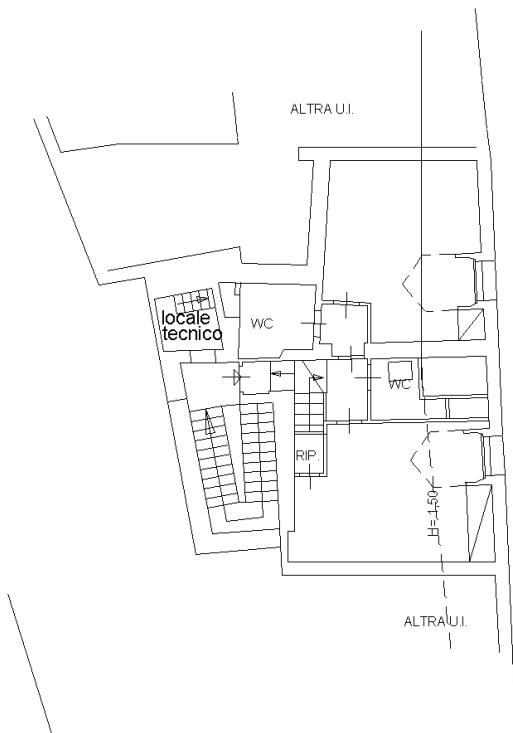 ALTRA U.I.
locale
tecnico
WC
WC
RIP.
H=1.50
ALTRA U.I.